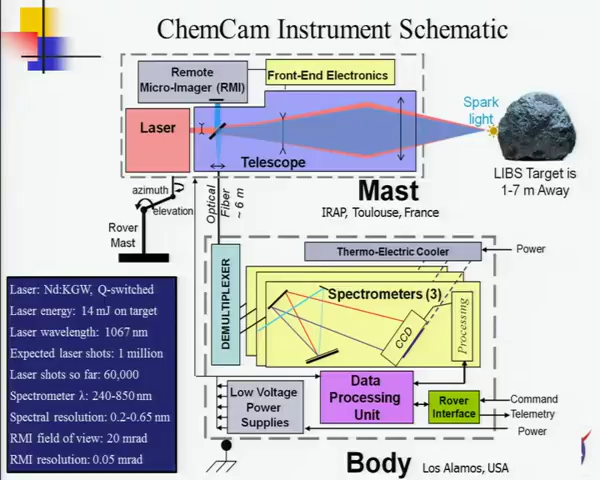 ChemCam Instrument Schematic
Remote
Micro-Imager (RMI)
Front-End Electronics
Laser
Telescope
Spark
light
LIBS Target is
1-7 m Away
Mast
IRAP, Toulouse, France
azimuth
elevation
Rover
Mast
Optical
Fiber
~ 6 m
Thermo-Electric Cooler
Power
DEMULTIPLEXER
Spectrometers (3)
CCD
Processing
Laser: Nd:KGW, Q-switched
Laser energy: 14 mJ on target
Laser wavelength: 1067 nm
Expected laser shots: 1 million
Laser shots so far: 60,000
Spectrometer λ: 240-850 nm
Spectral resolution: 0.2-0.65 nm
RMI field of view: 20 mrad
RMI resolution: 0.05 mrad
Low Voltage
Power
Supplies
Data
Processing
Unit
Rover
Interface
Command
Telemetry
Power
Body
Los Alamos, USA